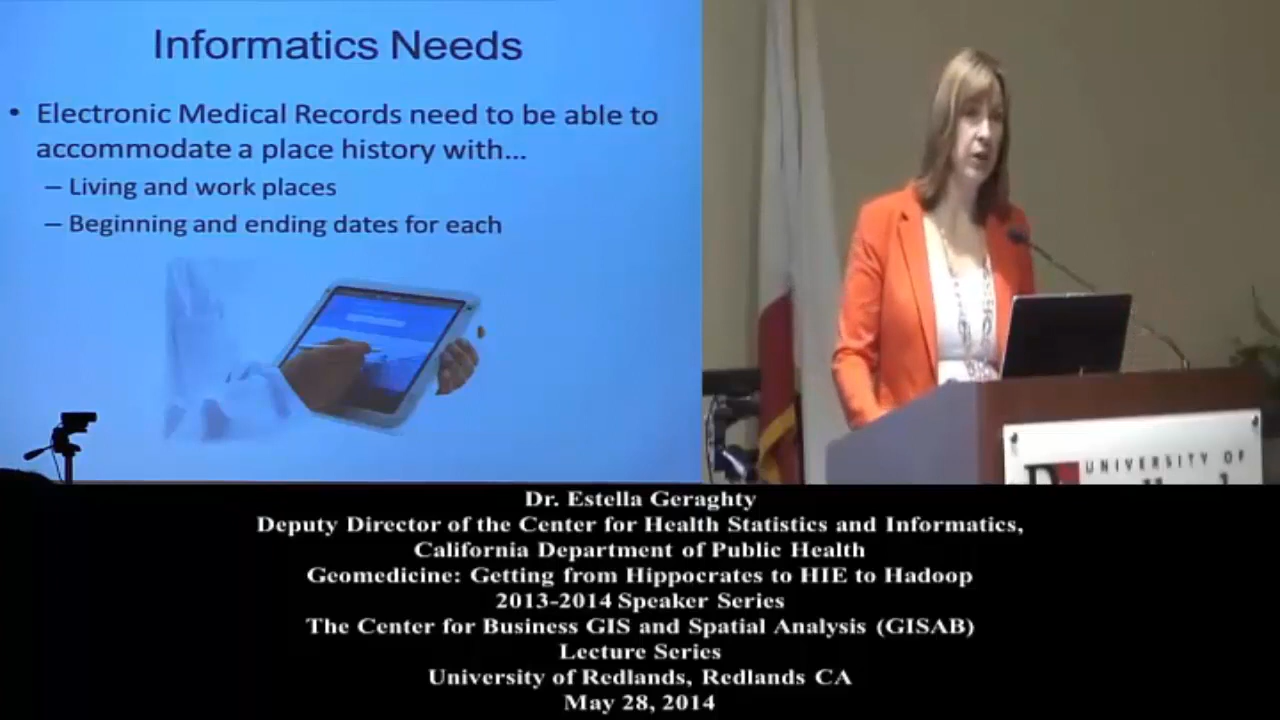 Informatics Needs
• Electronic Medical Records need to be able to
accommodate a place history with...
– Living and work places
– Beginning and ending dates for each
UNIVERSITY OF
Dr. Estella Geraghty
Deputy Director of the Center for Health Statistics and Informatics,
California Department of Public Health
Geomedicine: Getting from Hippocrates to HIE to Hadoop
2013-2014 Speaker Series
The Center for Business GIS and Spatial Analysis (GISAB)
Lecture Series
University of Redlands, Redlands CA
May 28, 2014